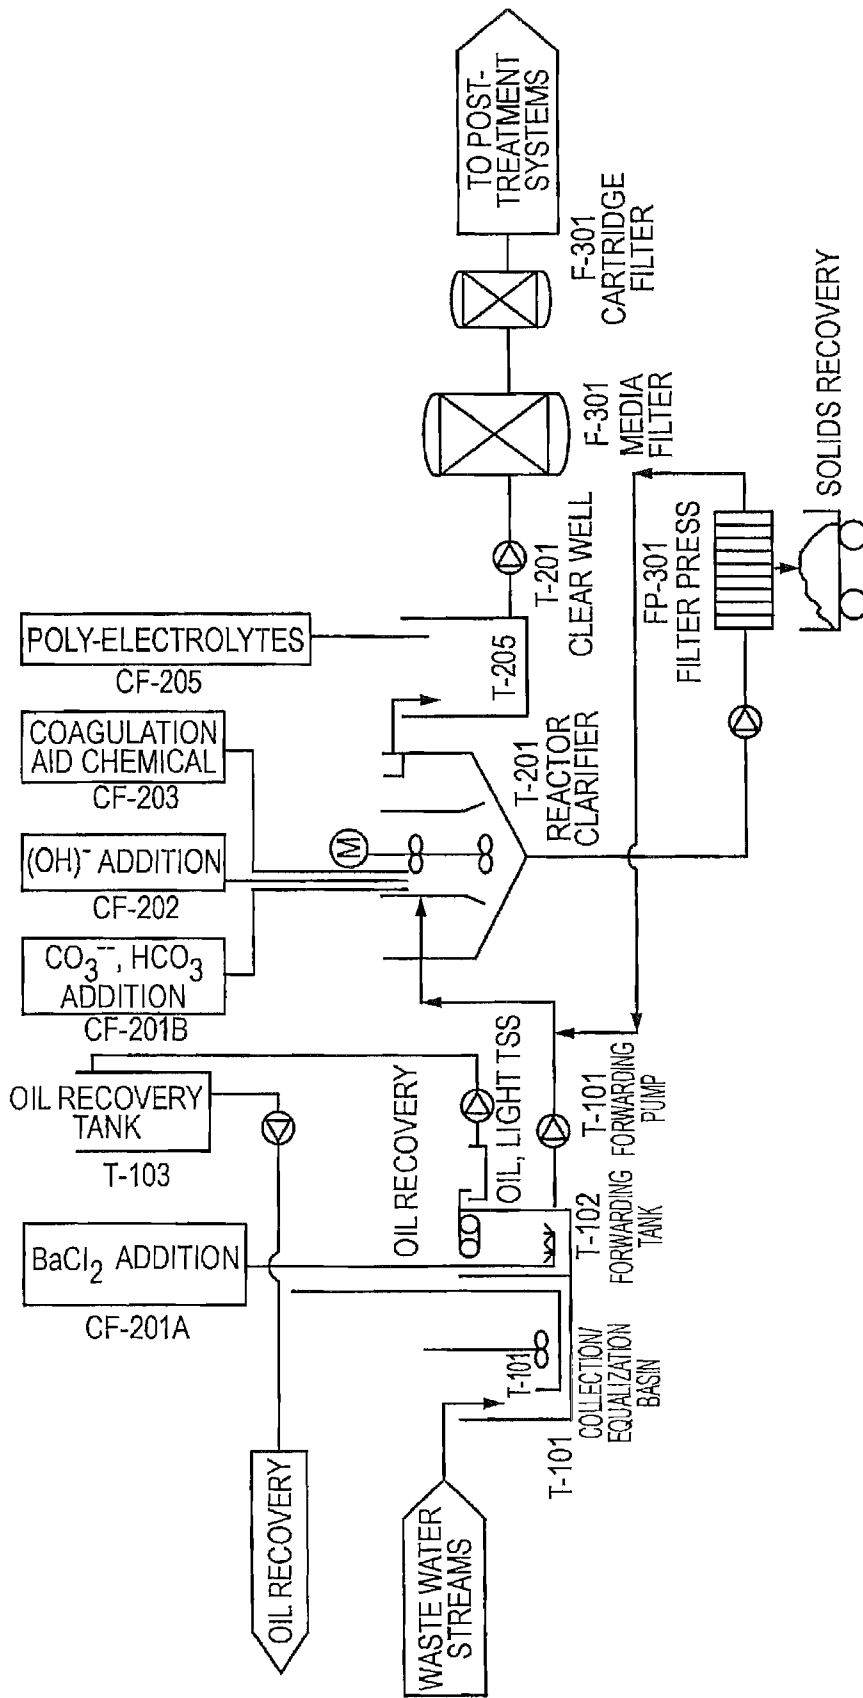 OIL RECOVERY
WASTE WATER
STREAMS
BaCl2 ADDITION
CF-201A
OIL RECOVERY
TANK
T-103
CO3--, HCO3
ADDITION
CF-201B
(OH)- ADDITION
CF-202
COAGULATION
AID CHEMICAL
CF-203
POLY-ELECTROLYTES
CF-205
TO POST-
TREATMENT
SYSTEMS
M
OIL RECOVERY
OIL, LIGHT TSS
T-101
T-101
COLLECTION/
EQUALIZATION
BASIN
T-102
FORWARDING
TANK
T-101
FORWARDING
PUMP
T-201
REACTOR
CLARIFIER
T-205
T-201
CLEAR WELL
F-301
MEDIA
FILTER
F-301
CARTRIDGE
FILTER
FP-301
FILTER PRESS
SOLIDS RECOVERY